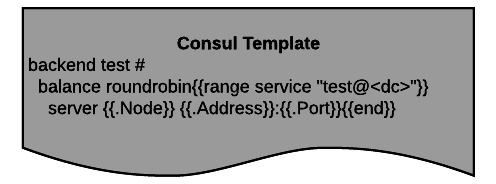 Consul Template
backend test #
balance roundrobin{{range service "test@<dc>"}}
server {{.Node}} {{.Address}}:{{.Port}}{{end}}